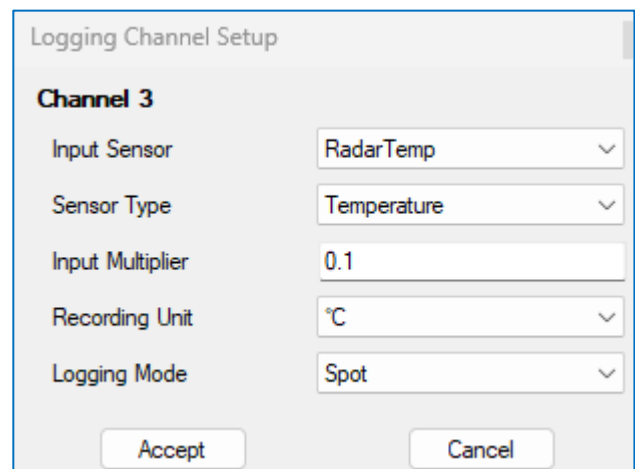 Logging Channel Setup
Channel 3
Input Sensor RadarTemp
Sensor Type Temperature
Input Multiplier 0.1
Recording Unit ℃
Logging Mode Spot
Accept Cancel